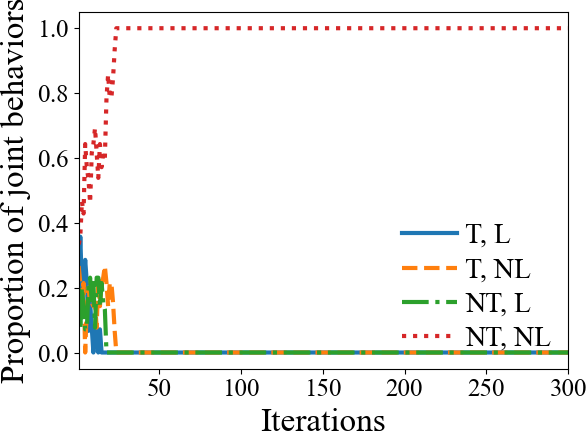 Proportion of joint behaviors
1.0
0.8
0.6
0.4
0.2
0.0
T, L
T, NL
NT, L
NT, NL
50 100 150 200 250 300
Iterations